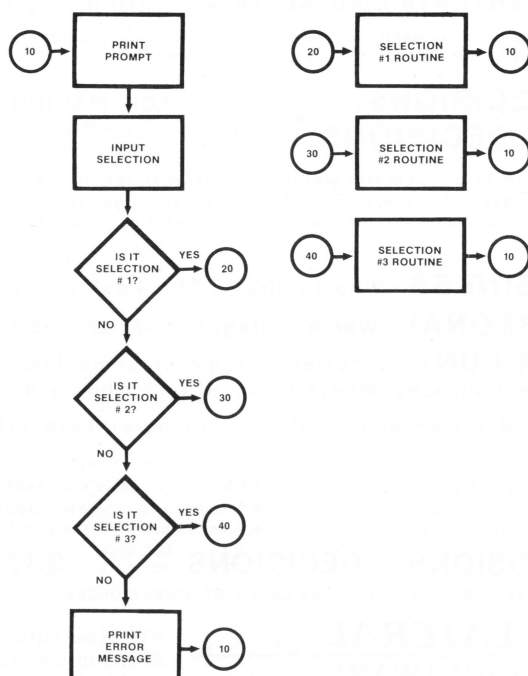 10
PRINT
PROMPT
INPUT
SELECTION
IS IT
SELECTION
# 1?
YES
20
NO
IS IT
SELECTION
# 2?
YES
30
NO
IS IT
SELECTION
# 3?
YES
40
NO
PRINT
ERROR
MESSAGE
10
20
SELECTION
#1 ROUTINE
10
30
SELECTION
#2 ROUTINE
10
40
SELECTION
#3 ROUTINE
10